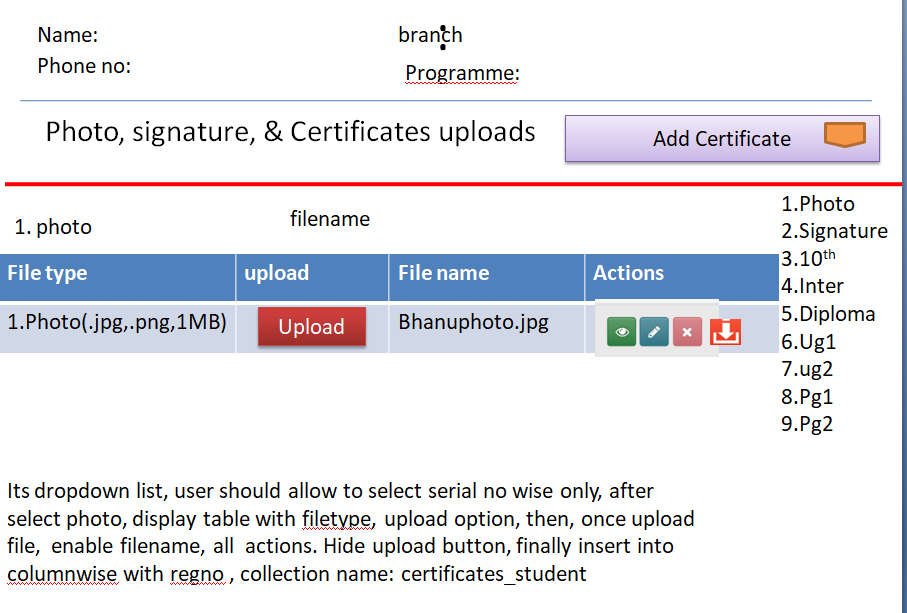 Name:
branch
Phone no:
Programme:
Photo, signature, & Certificates uploads
Add Certificate
1. photo
filename
File type
upload
File name
Actions
1.Photo(.jpg,.png,1MB)
Upload
Bhanuphoto.jpg
1.Photo
2.Signature
3.10th
4.Inter
5.Diploma
6.Ug1
7.ug2
8.Pg1
9.Pg2
Its dropdown list, user should allow to select serial no wise only, after
select photo, display table with filetype, upload option, then, once upload
file, enable filename, all actions. Hide upload button, finally insert into
columnwise with regno , collection name: certificates_student